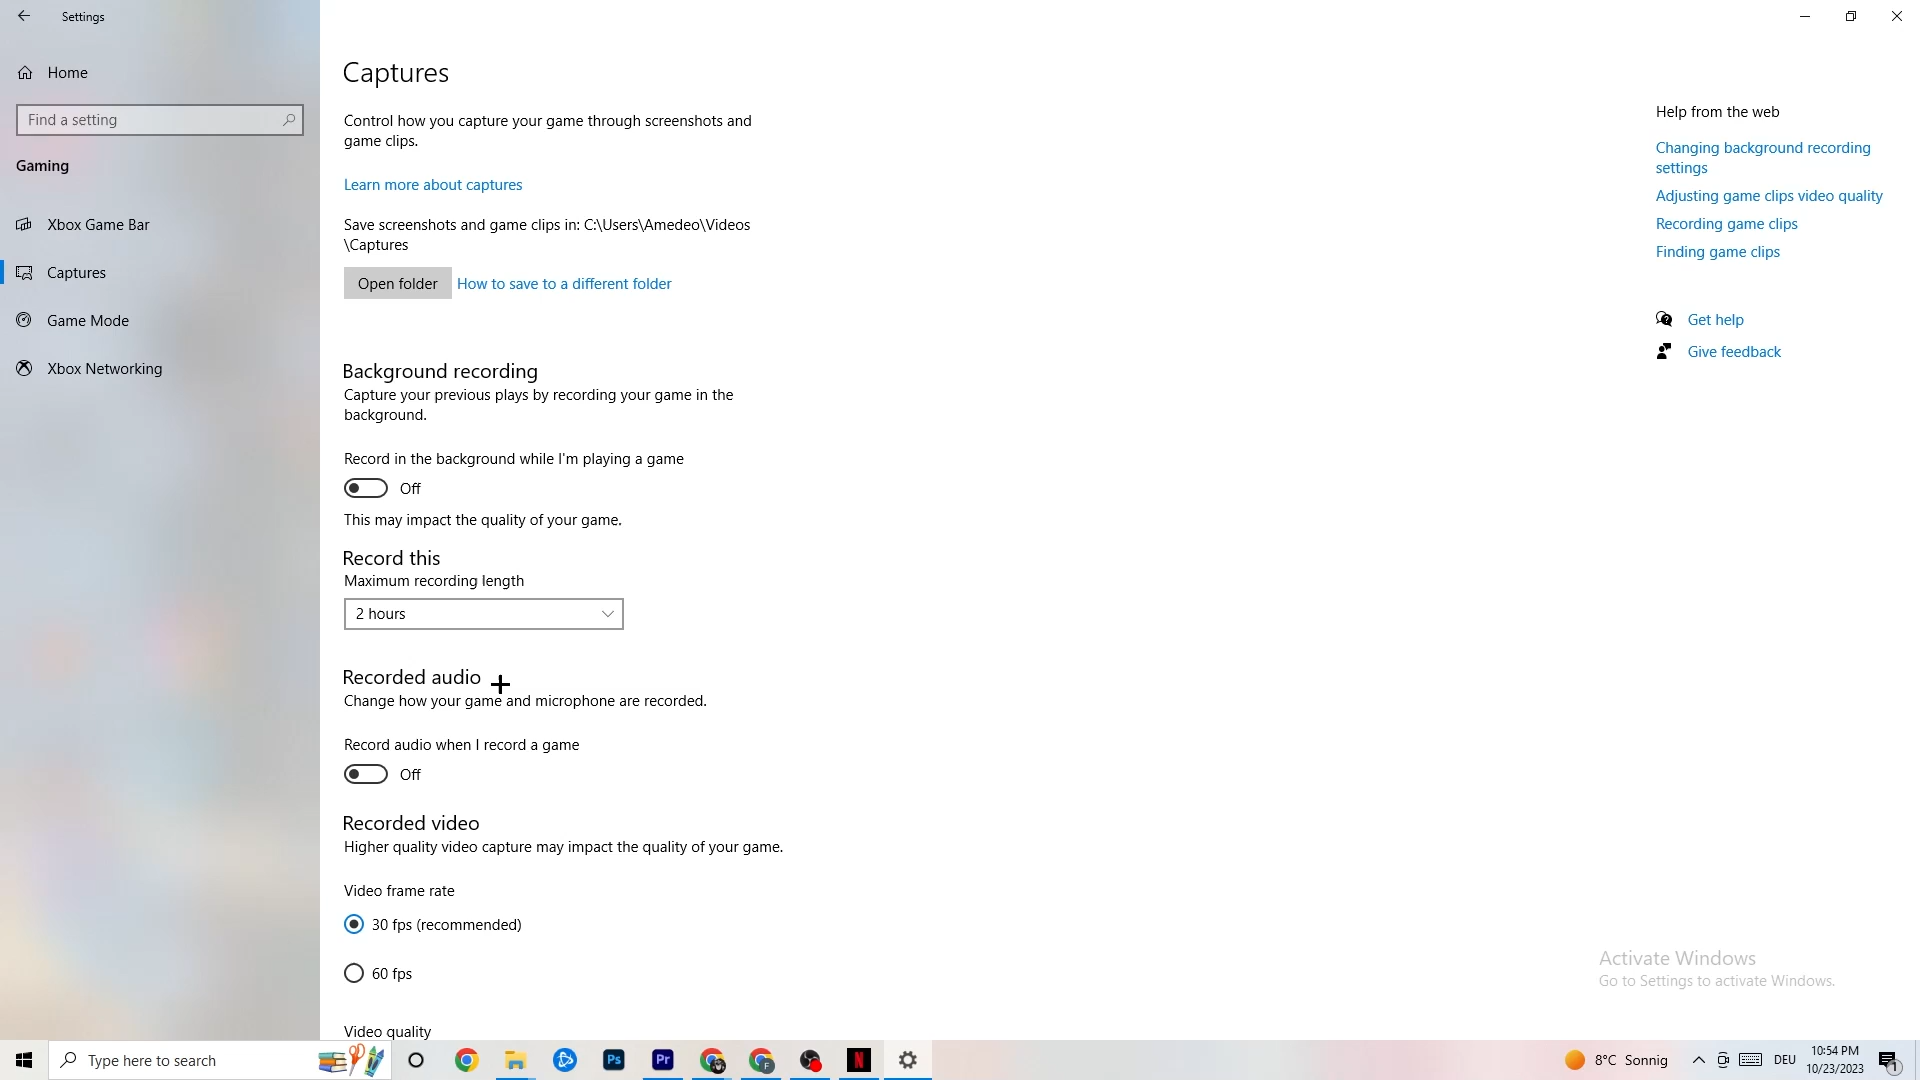 Settings
Home
Find a setting
Gaming
Xbox Game Bar
Captures
Game Mode
Xbox Networking
Captures
Control how you capture your game through screenshots and
game clips.
Learn more about captures
Save screenshots and game clips in: C:\Users\Amedeo\Videos
\Captures
Open folder
How to save to a different folder
Background recording
Capture your previous plays by recording your game in the
background.
Record in the background while I'm playing a game
Off
This may impact the quality of your game.
Record this
Maximum recording length
2 hours
Recorded audio
Change how your game and microphone are recorded.
Record audio when I record a game
Off
Recorded video
Higher quality video capture may impact the quality of your game.
Video frame rate
30 fps (recommended)
60 fps
Video quality
Help from the web
Changing background recording
settings
Adjusting game clips video quality
Recording game clips
Finding game clips
Get help
Give feedback
Activate Windows
Go to Settings to activate Windows.
Type here to search
Ps
Pr
F
N
8°C Sonnig
DEU
10:54 PM
10/23/2023
1